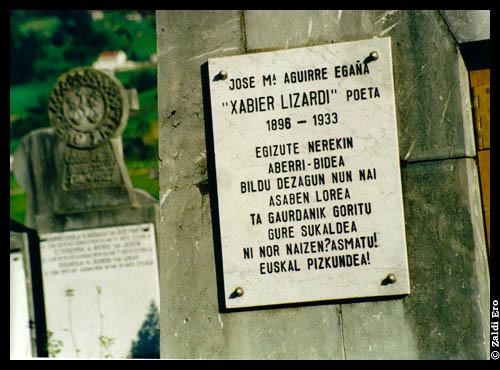 JOSE Mª AGUIRRE EGAÑA
"XABIER LIZARDI" POETA
1896 - 1933
EGIZUTE NEREKIN
ABERRI-BIDEA
BILDU DEZAGUN NUN NAI
ASABEN LOREA
TA GAURDANIK GORITU
GURE SUKALDEA
NI NOR NAIZEN?ASMATU!
EUSKAL PIZKUNDEA!
© Zaldi Ero